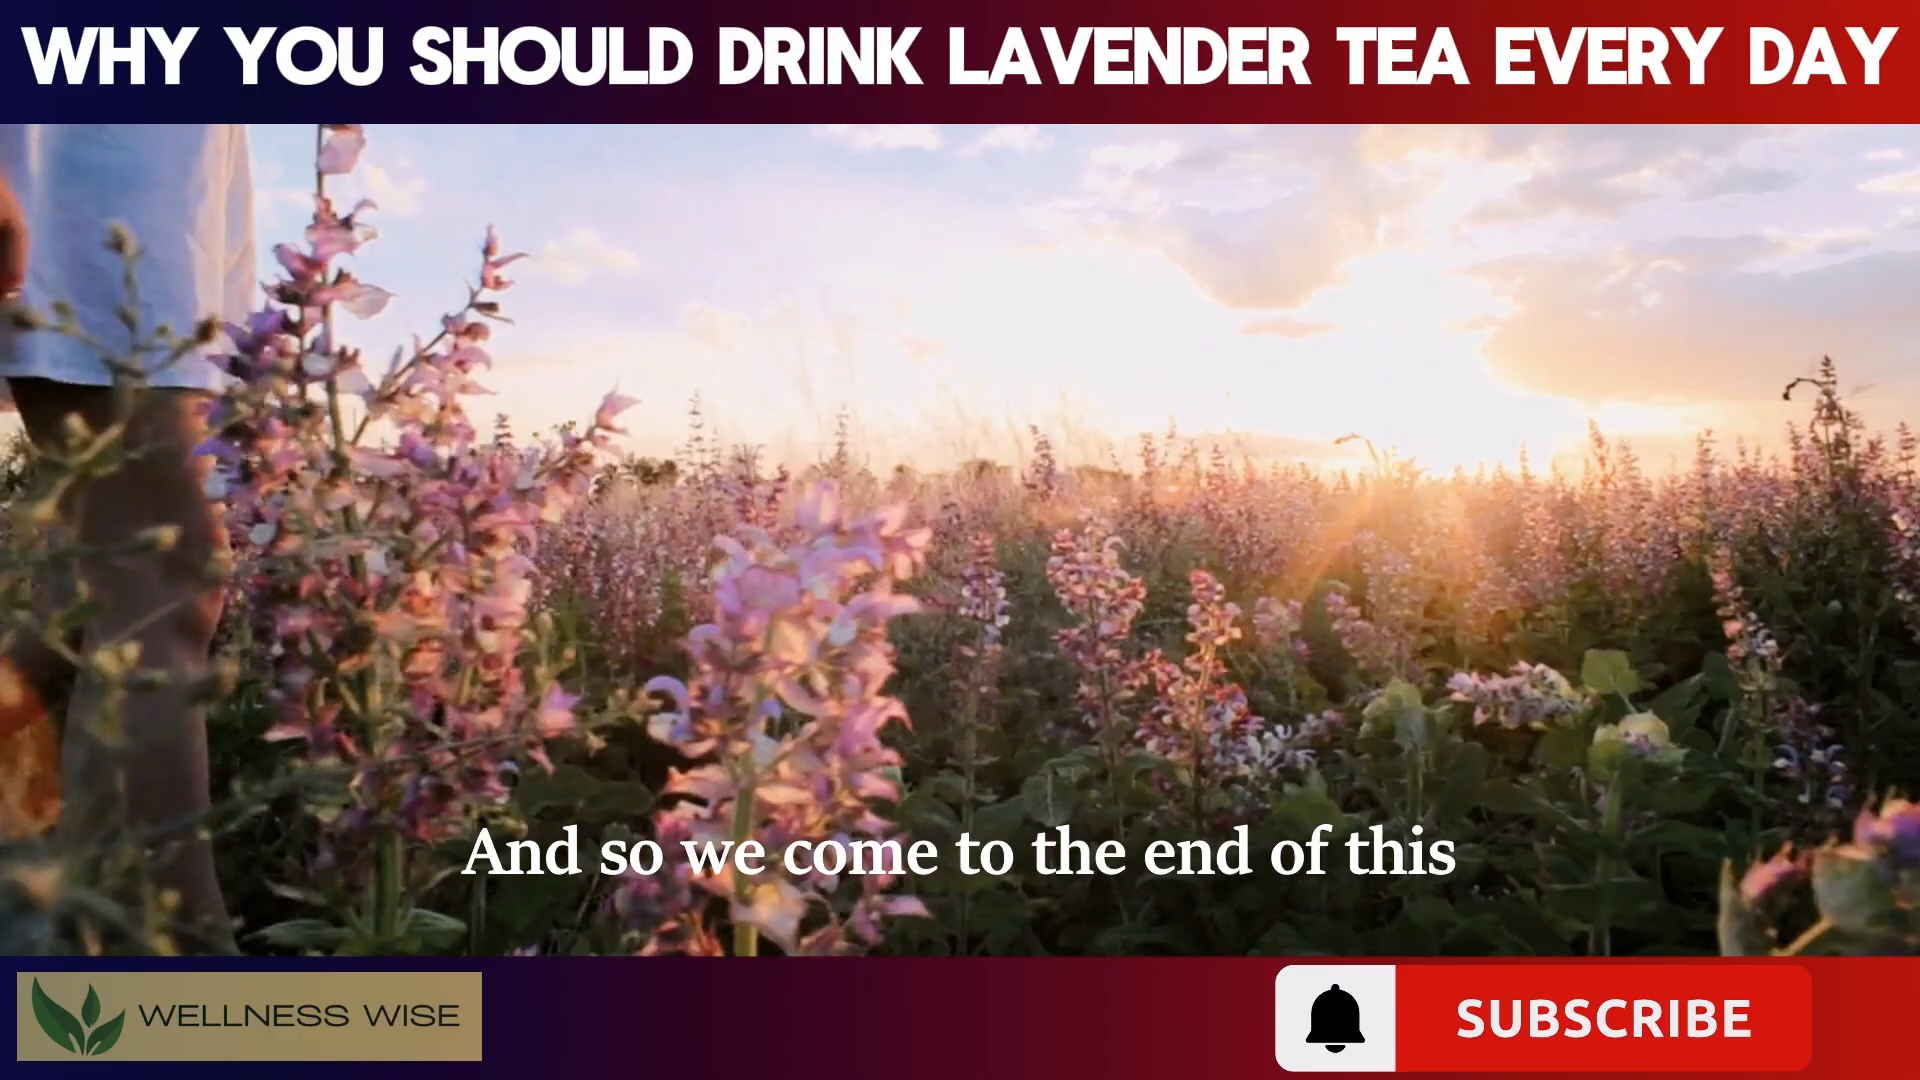 WHY YOU SHOULD DRINK LAVENDER TEA EVERY DAY
And so we come to the end of this
WELLNESS WISE
SUBSCRIBE